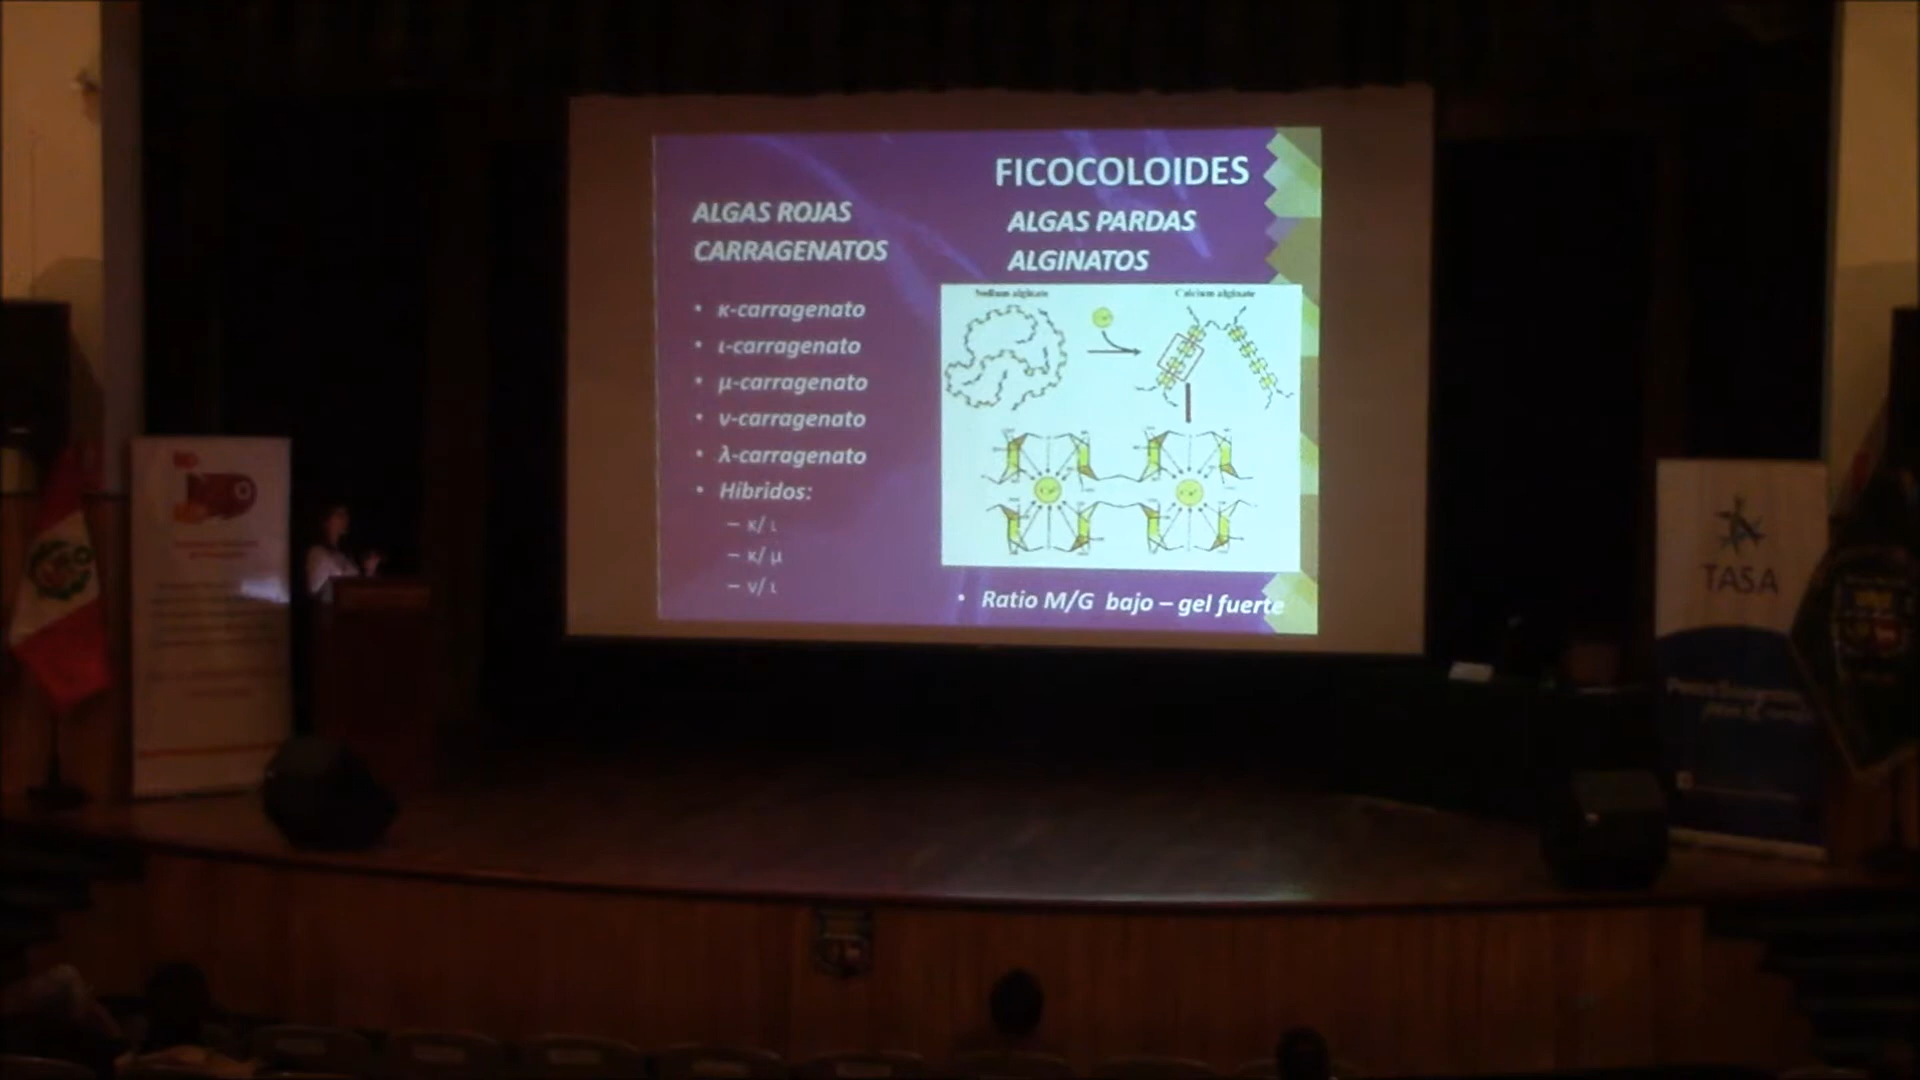 FICOCOLOIDES
ALGAS ROJAS
CARRAGENATOS
• κ-carragenato
• ι-carragenato
• μ-carragenato
• ν-carragenato
• λ-carragenato
• Híbridos:
– κ/ ι
– κ/ μ
– ν/ ι
ALGAS PARDAS
ALGINATOS
Sodium alginate
Calcium alginate
• Ratio M/G bajo – gel fuerte
TASA